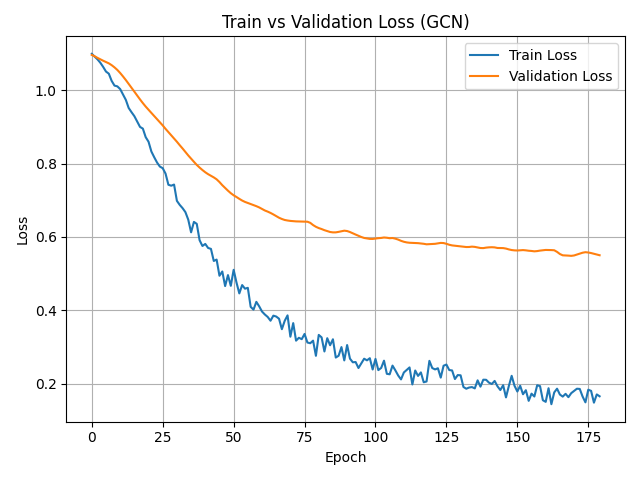 Train vs Validation Loss (GCN)
Train Loss
Validation Loss
Loss
1.0
0.8
0.6
0.4
0.2
0 25 50 75 100 125 150 175
Epoch